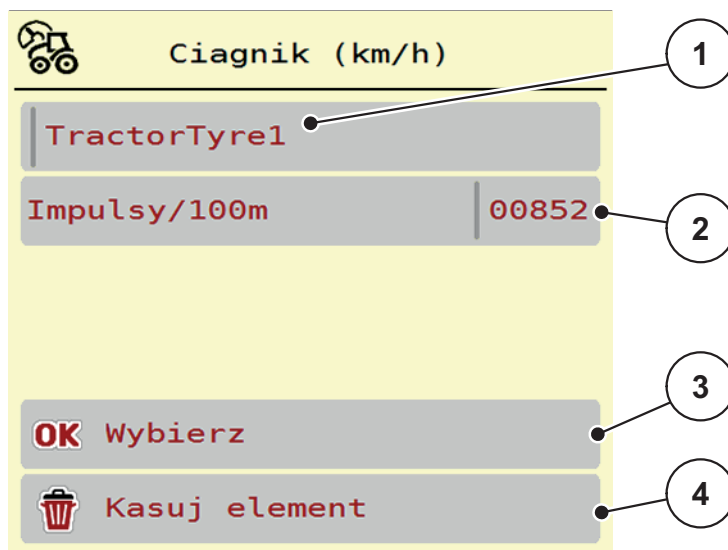 Ciagnik (km/h)
1
TractorTyre1
Impulsy/100m 00852
2
3
OK Wybierz
4
Kasuj element